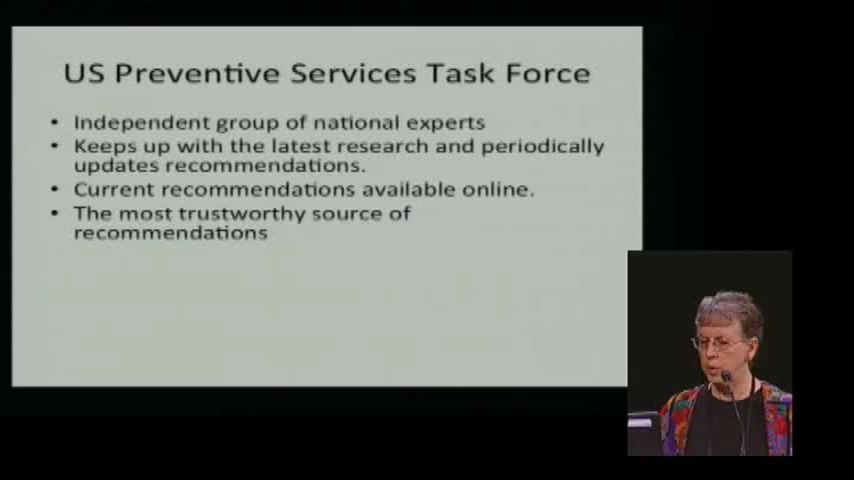 US Preventive Services Task Force
• Independent group of national experts
• Keeps up with the latest research and periodically
updates recommendations.
• Current recommendations available online.
• The most trustworthy source of
recommendations